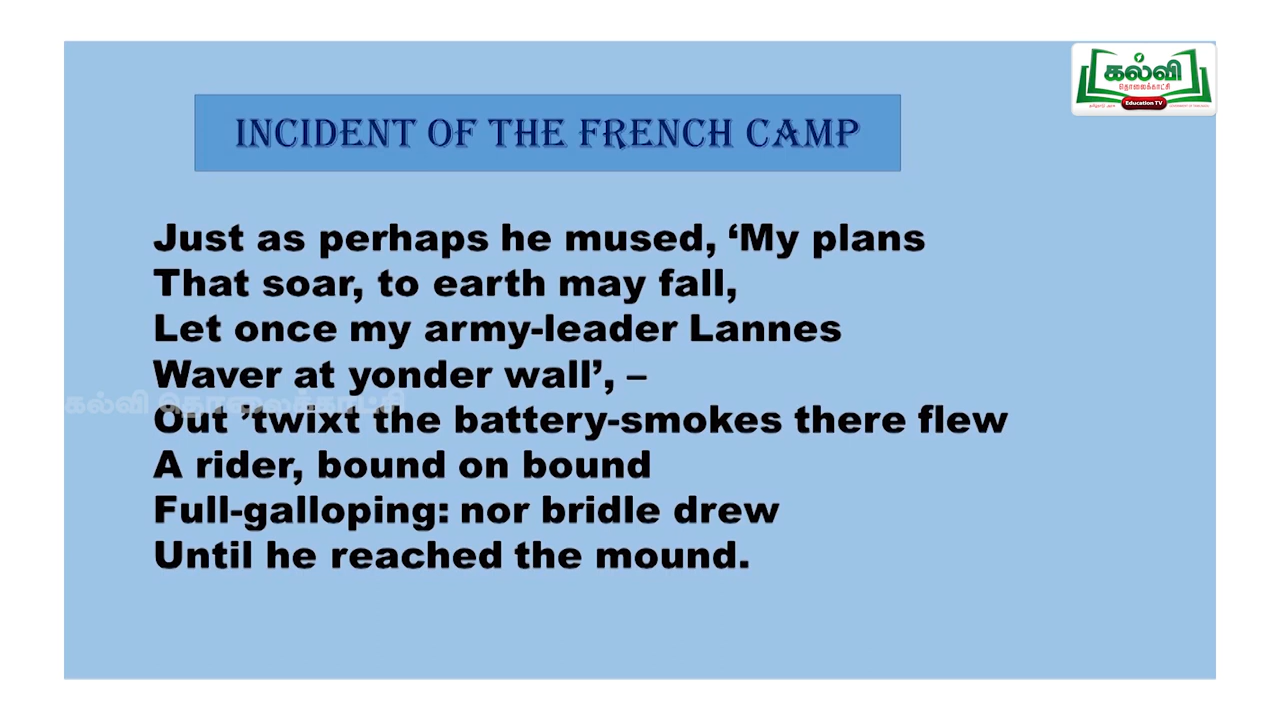 கல்வி
தொலைக்காட்சி
Education TV
INCIDENT OF THE FRENCH CAMP
Just as perhaps he mused, ‘My plans
That soar, to earth may fall,
Let once my army-leader Lannes
Waver at yonder wall’, –
கல்வி தொலைக்காட்சி
Out ’twixt the battery-smokes there flew
A rider, bound on bound
Full-galloping: nor bridle drew
Until he reached the mound.